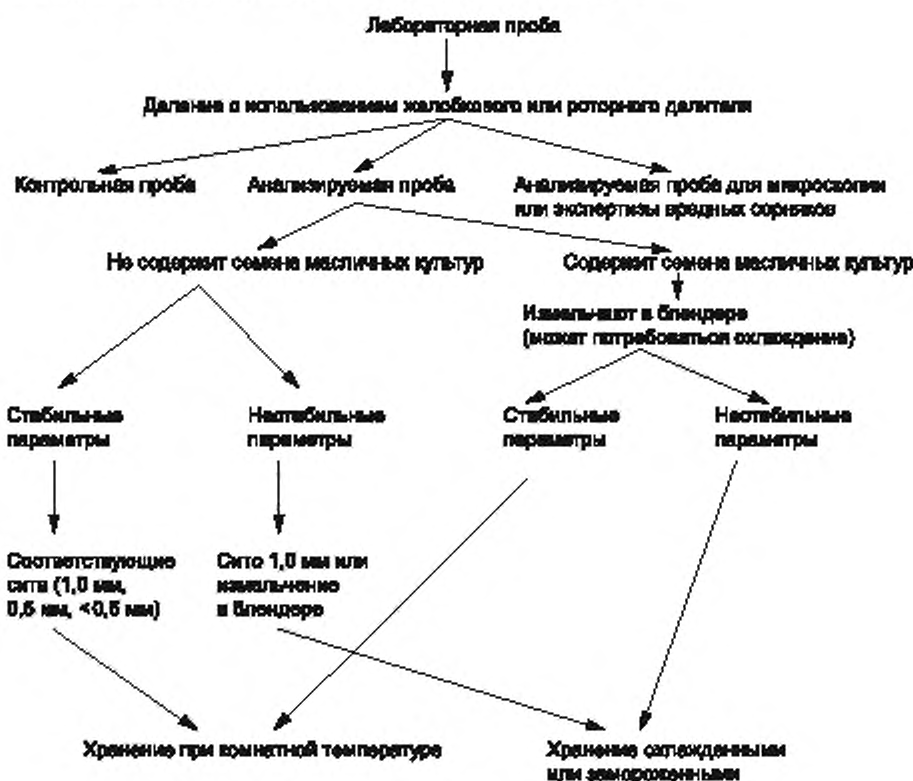 Лабораторная проба
Деление с использованием желобкового или роторного делителя
Контрольная проба
Анализируемая проба
Анализируемая проба для микроскопии
или экспертизы вредных сорняков
Не содержит семена масличных культур
Содержит семена масличных культур
Измельчают в блендере
(может потребоваться охлаждение)
Стабильные
параметры
Нестабильные
параметры
Стабильные
параметры
Нестабильные
параметры
Соответствующие
сита (1,0 мм,
0,5 мм, <0,5 мм)
Сито 1,0 мм или
измельчение
в блендере
Хранение при комнатной температуре
Хранение охлажденными
или замороженными